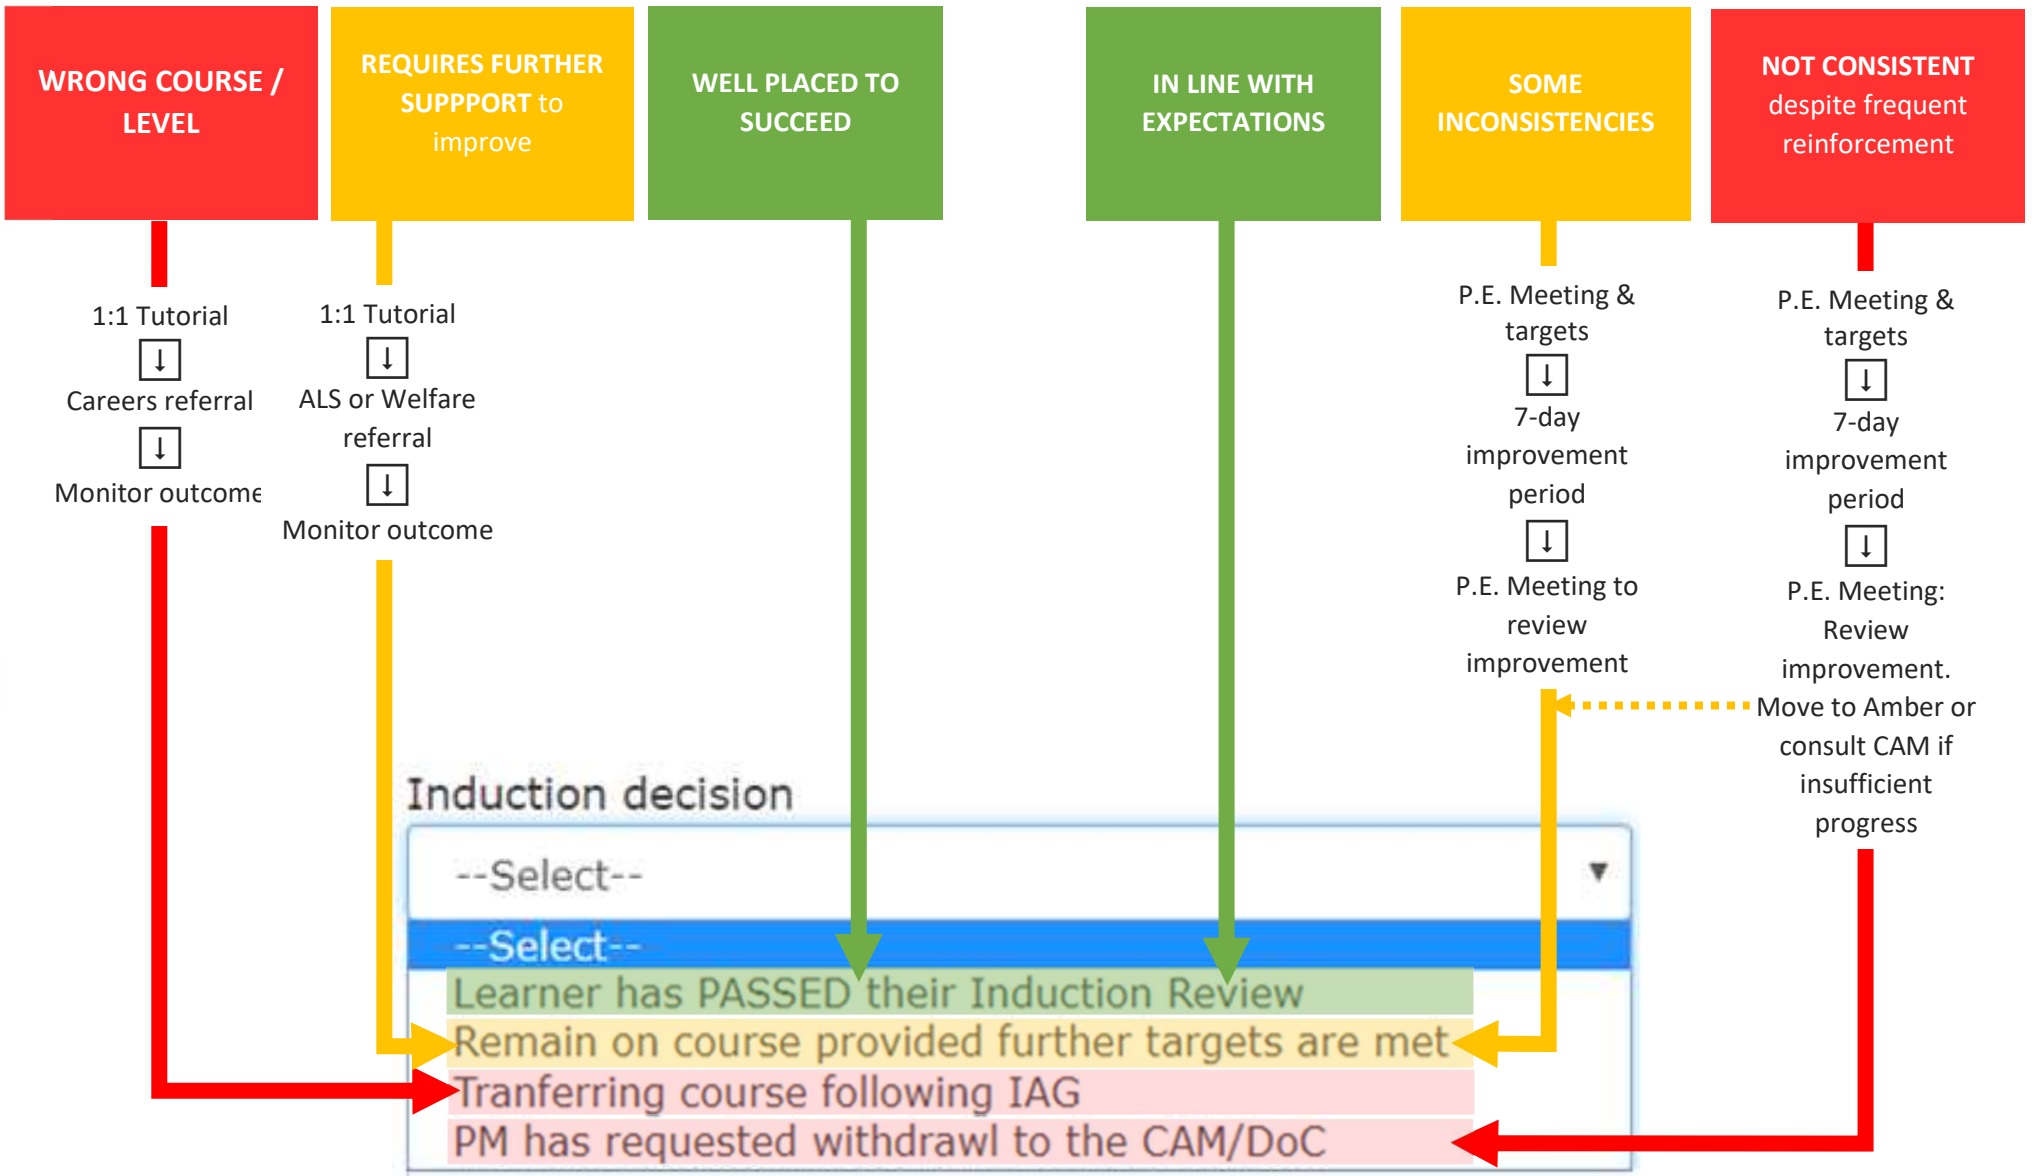 WRONG COURSE /
LEVEL
REQUIRES FURTHER
SUPPPORT to
improve
WELL PLACED TO
SUCCEED
IN LINE WITH
EXPECTATIONS
SOME
INCONSISTENCIES
NOT CONSISTENT
despite frequent
reinforcement
1:1 Tutorial
↓
Careers referral
↓
Monitor outcome
1:1 Tutorial
↓
ALS or Welfare
referral
↓
Monitor outcome
P.E. Meeting &
targets
↓
7-day
improvement
period
↓
P.E. Meeting to
review
improvement
P.E. Meeting &
targets
↓
7-day
improvement
period
↓
P.E. Meeting:
Review
improvement.
Move to Amber or
consult CAM if
insufficient
progress
Induction decision
--Select--
--Select--
Learner has PASSED their Induction Review
Remain on course provided further targets are met
Tranferring course following IAG
PM has requested withdrawl to the CAM/DoC